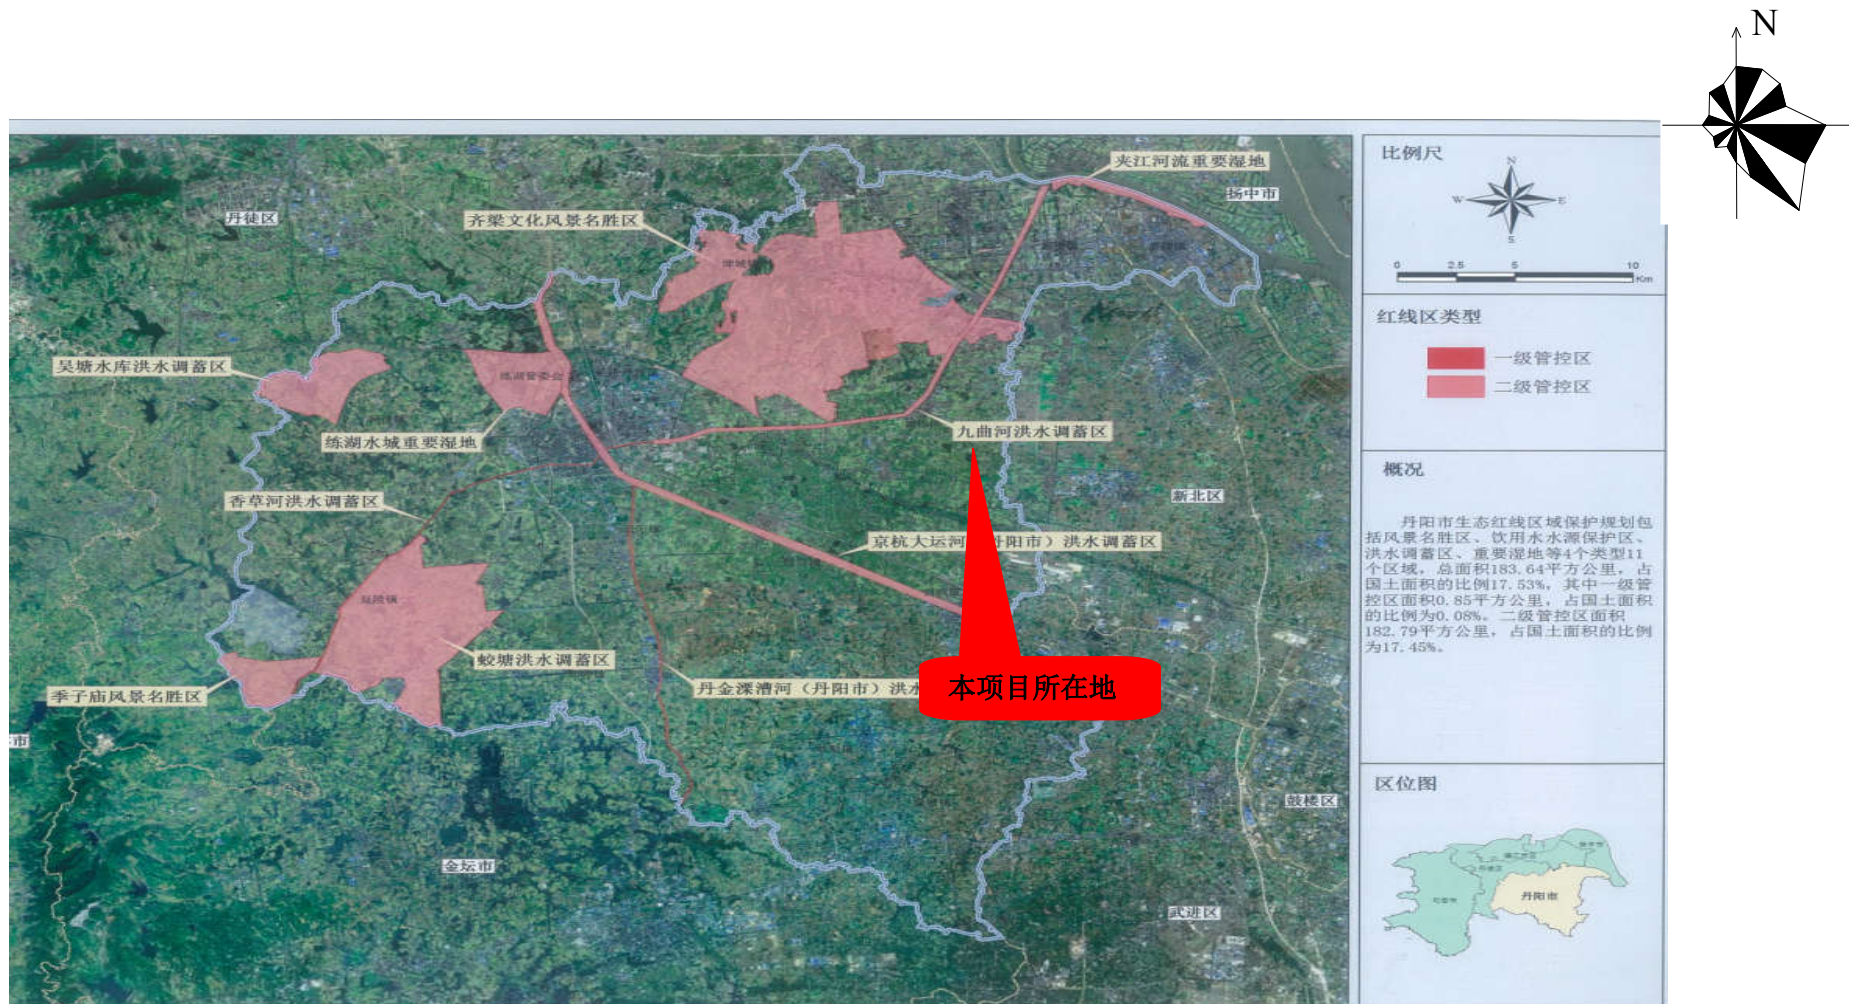 N
夹江河流重要湿地
扬中市
丹徒区
齐梁文化风景名胜区
吴塘水库洪水调蓄区
练湖管委会
练湖水城重要湿地
九曲河洪水调蓄区
香草河洪水调蓄区
新北区
京杭大运河（丹阳市）洪水调蓄区
延陵镇
蛟塘洪水调蓄区
季子庙风景名胜区
丹金溧漕河（丹阳市）洪水
本项目所在地
市
鼓楼区
金坛市
武进区
比例尺
N
W
E
S
0 2.5 5 10
Km
红线区类型
一级管控区
二级管控区
概况
丹阳市生态红线区域保护规划包
括风景名胜区、饮用水水源保护区、
洪水调蓄区、重要湿地等4个类型11
个区域，总面积183.64平方公里，占
国土面积的比例17.53%，其中一级管
控区面积0.85平方公里，占国土面积
的比例为0.08%。二级管控区面积
182.79平方公里，占国土面积的比例
为17.45%。
区位图
丹阳市